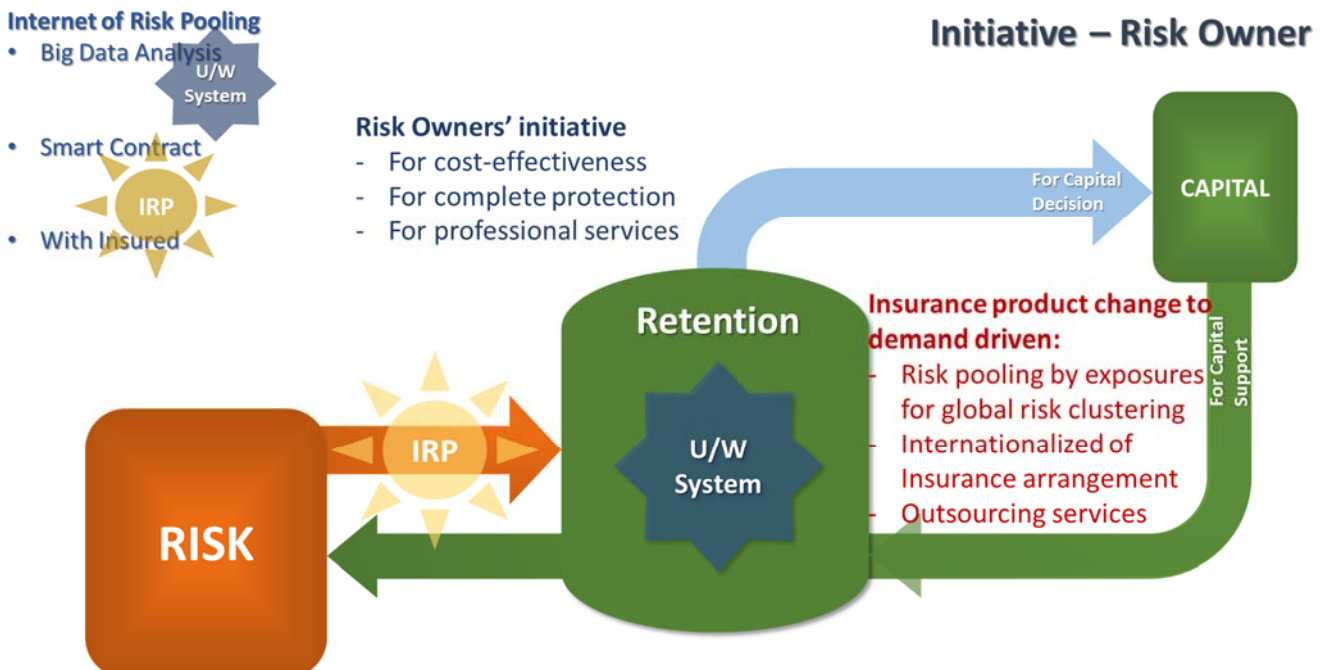 Internet of Risk Pooling
• Big Data Analysis
U/W
System
• Smart Contract
IRP
• With Insured
Initiative – Risk Owner
Risk Owners’ initiative
- For cost-effectiveness
- For complete protection
- For professional services
For Capital
Decision
CAPITAL
Retention
U/W
System
Insurance product change to
demand driven:
- Risk pooling by exposures
for global risk clustering
- Internationalized of
Insurance arrangement
- Outsourcing services
For Capital
Support
IRP
RISK